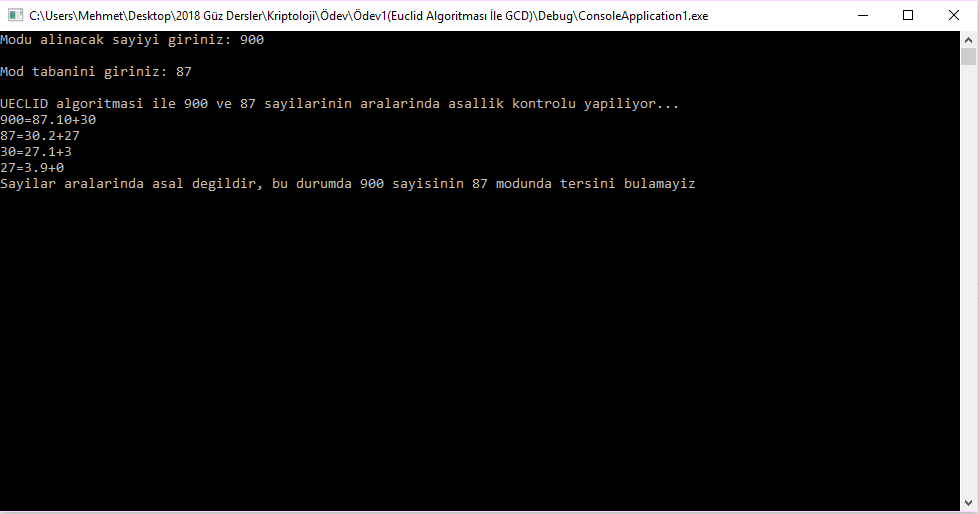 C:\Users\Mehmet\Desktop\2018 Güz Dersler\Kriptoloji\Ödev\Ödev1(Euclid Algoritması İle GCD)\Debug\ConsoleApplication1.exe
Modu alinacak sayiyi giriniz: 900
Mod tabanini giriniz: 87
UECLID algoritmasi ile 900 ve 87 sayilarinin aralarinda asallik kontrolu yapiliyor...
900=87.10+30
87=30.2+27
30=27.1+3
27=3.9+0
Sayilar aralarinda asal degildir, bu durumda 900 sayisinin 87 modunda tersini bulamayiz